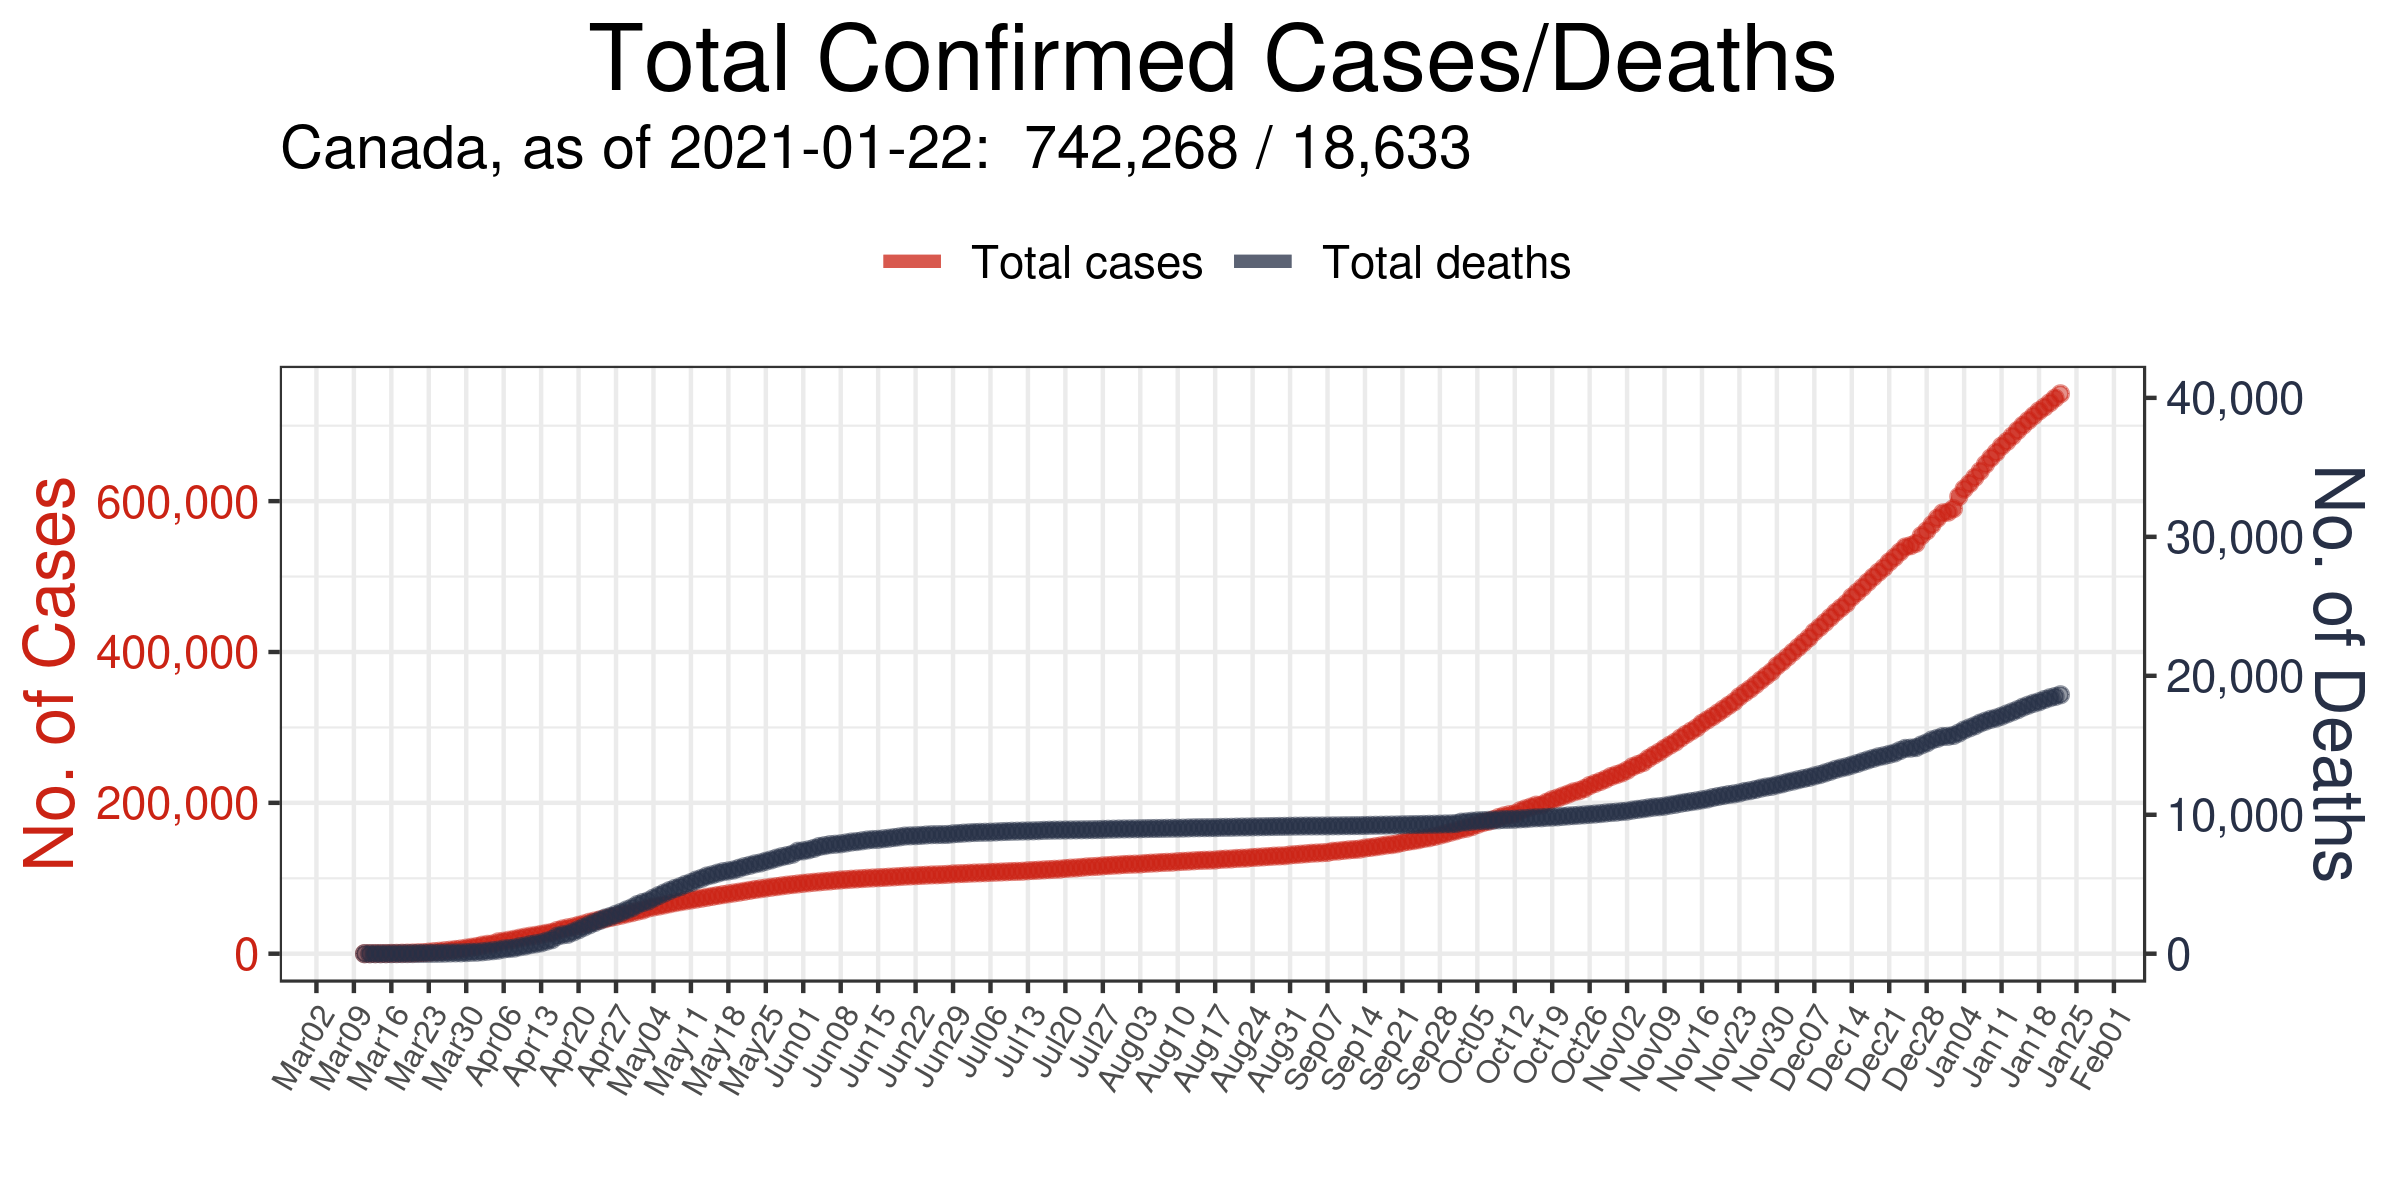 Total Confirmed Cases/Deaths
Canada, as of 2021-01-22:  742,268 / 18,633
Total cases
Total deaths
No. of Cases
600,000
400,000
200,000
0
40,000
30,000
20,000
10,000
0
No. of Deaths
Mar02
Mar09
Mar16
Mar23
Mar30
Apr06
Apr13
Apr20
Apr27
May04
May11
May18
May25
Jun01
Jun08
Jun15
Jun22
Jun29
Jul06
Jul13
Jul20
Jul27
Aug03
Aug10
Aug17
Aug24
Aug31
Sep07
Sep14
Sep21
Sep28
Oct05
Oct12
Oct19
Oct26
Nov02
Nov09
Nov16
Nov23
Nov30
Dec07
Dec14
Dec21
Dec28
Jan04
Jan11
Jan18
Jan25
Feb01